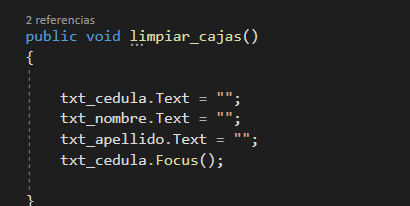 2 referencias
public void limpiar_cajas()
{
txt_cedula.Text = "";
txt_nombre.Text = "";
txt_apellido.Text = "";
txt_cedula.Focus();
}